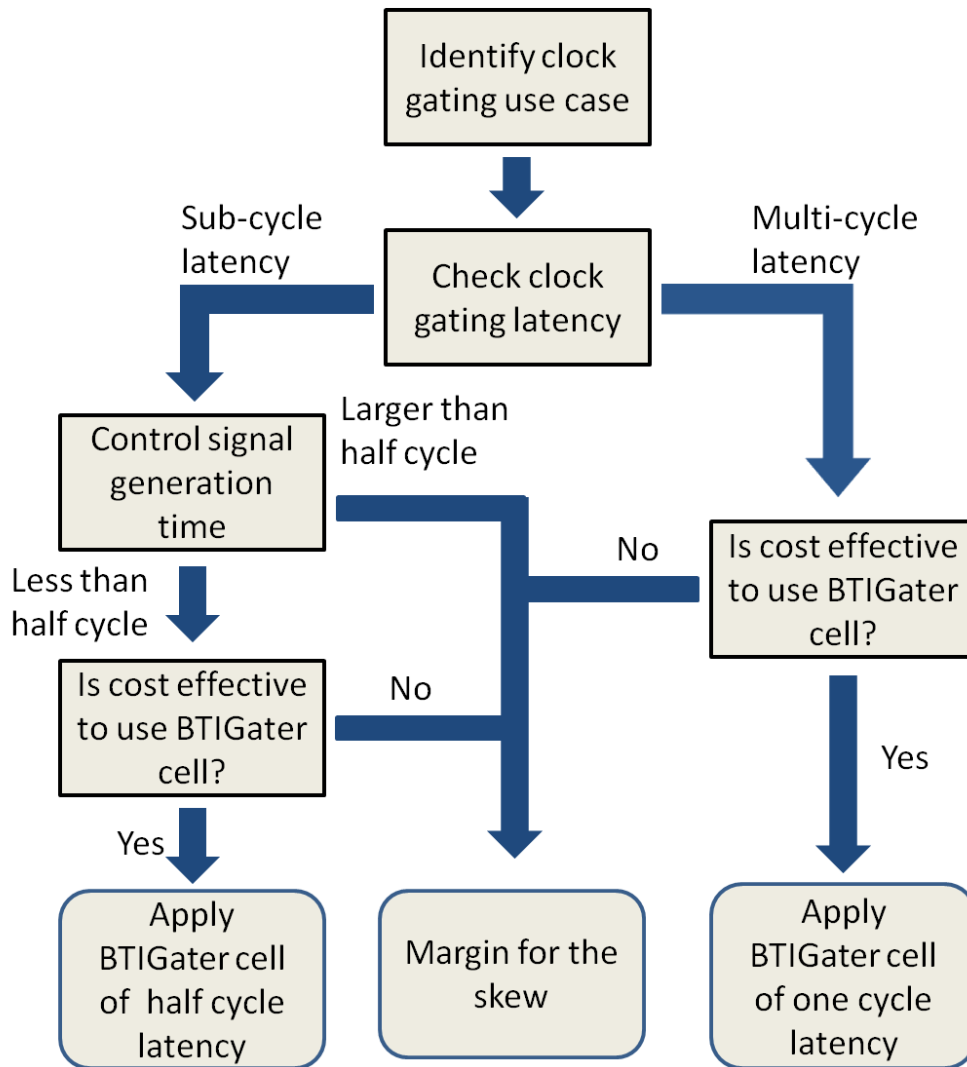 Identify clock
gating use case
Sub-cycle
latency
Multi-cycle
latency
Check clock
gating latency
Larger than
half cycle
Control signal
generation
time
No
Is cost effective
to use BTIGater
cell?
Less than
half cycle
Is cost effective
to use BTIGater
cell?
No
Yes
Yes
Apply
BTIGater cell
of half cycle
latency
Margin for the
skew
Apply
BTIGater cell
of one cycle
latency